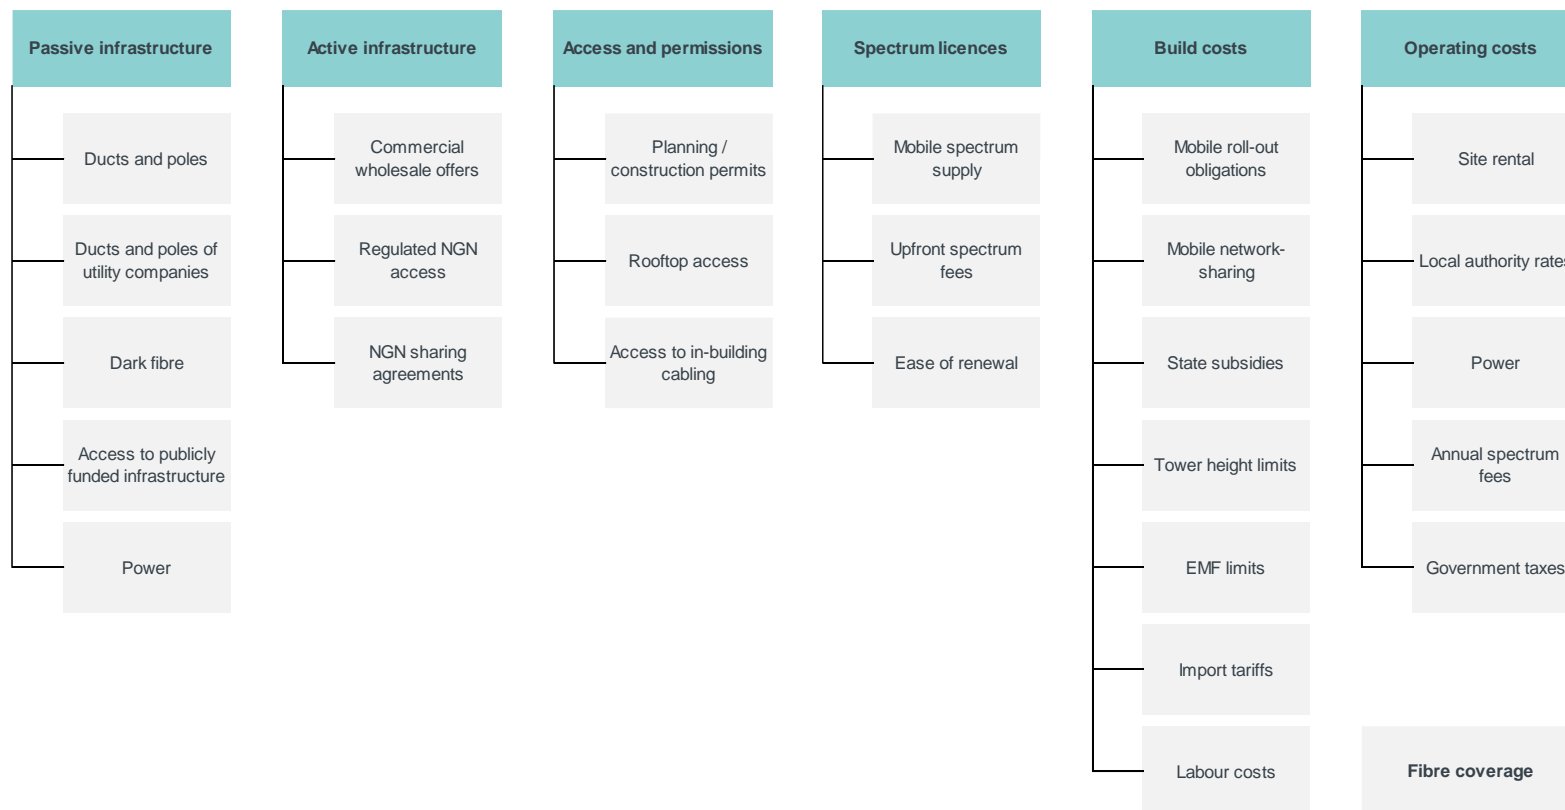 Passive infrastructure
Ducts and poles
Ducts and poles of
utility companies
Dark fibre
Access to publicly
funded infrastructure
Power
Active infrastructure
Commercial
wholesale offers
Regulated NGN
access
NGN sharing
agreements
Access and permissions
Planning /
construction permits
Rooftop access
Access to in-building
cabling
Spectrum licences
Mobile spectrum
supply
Upfront spectrum
fees
Ease of renewal
Build costs
Mobile roll-out
obligations
Mobile network-
sharing
State subsidies
Tower height limits
EMF limits
Import tariffs
Labour costs
Operating costs
Site rental
Local authority rates
Power
Annual spectrum
fees
Government taxes
Fibre coverage